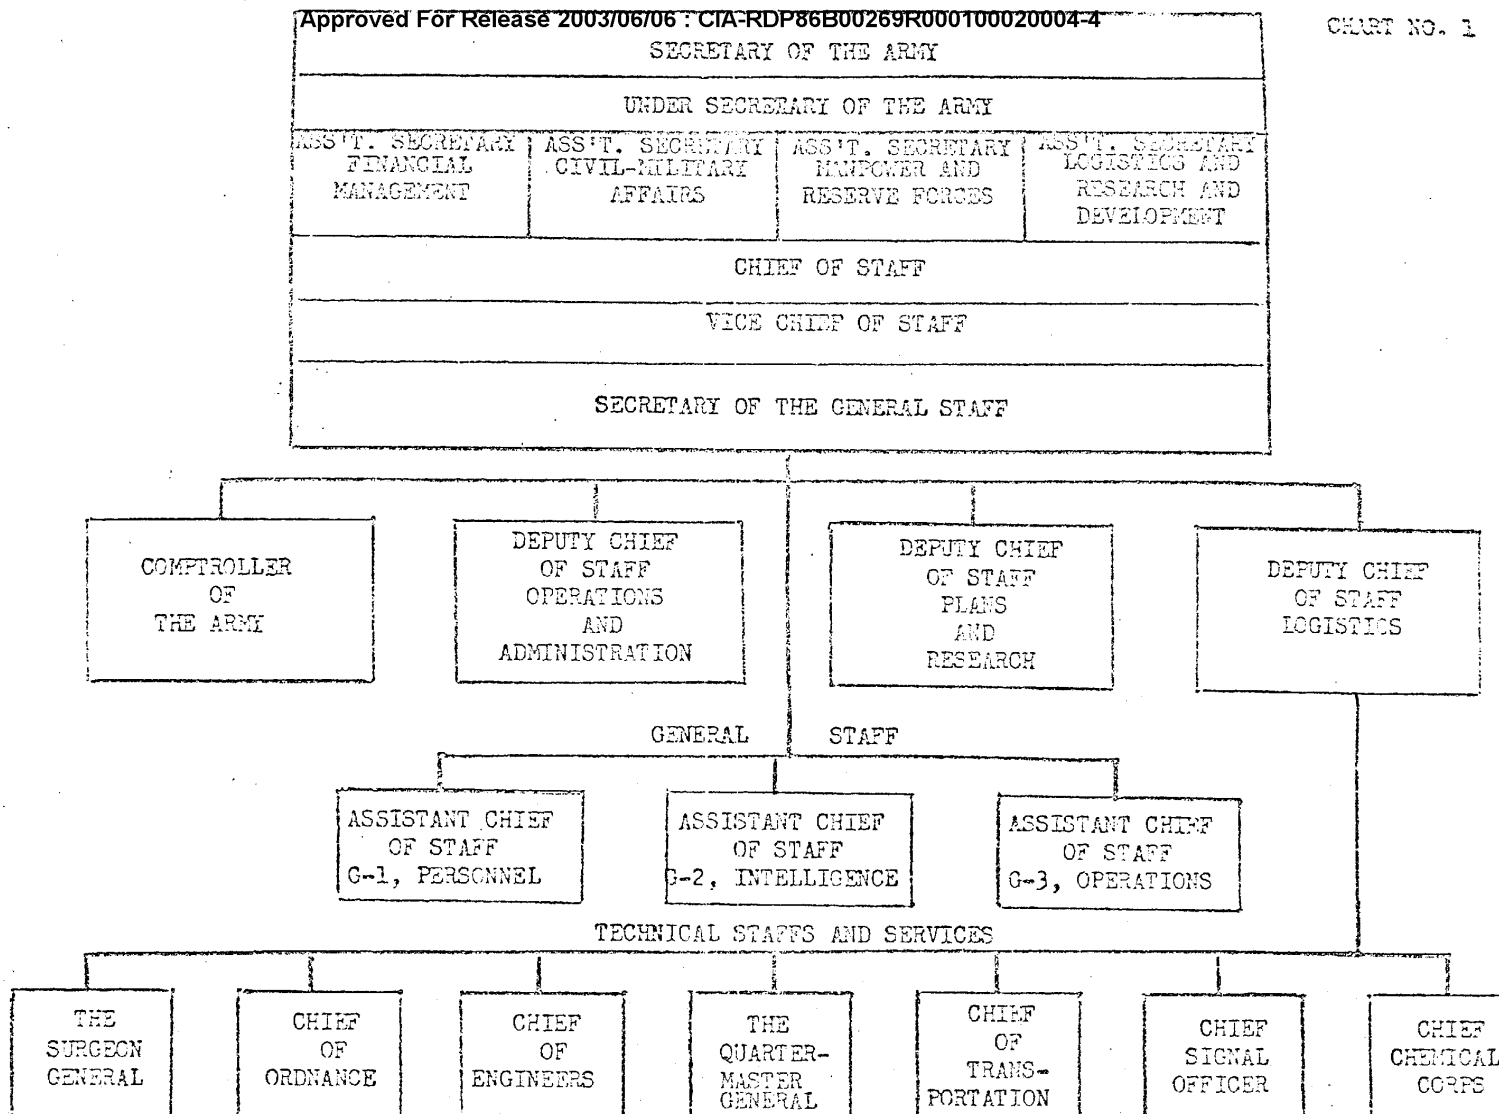 Approved For Release 2003/06/06 : CIA-RDP86B00269R000100020004-4
CHART NO. 1
SECRETARY OF THE ARMY
UNDER SECRETARY OF THE ARMY
ASS'T. SECRETARY
FINANCIAL
MANAGEMENT
ASS'T. SECRETARY
CIVIL-MILITARY
AFFAIRS
ASS'T. SECRETARY
MANPOWER AND
RESERVE FORCES
ASS'T. SECRETARY
LOGISTICS AND
RESEARCH AND
DEVELOPMENT
CHIEF OF STAFF
VICE CHIEF OF STAFF
SECRETARY OF THE GENERAL STAFF
COMPTROLLER
OF
THE ARMY
DEPUTY CHIEF
OF STAFF
OPERATIONS
AND
ADMINISTRATION
DEPUTY CHIEF
OF STAFF
PLANS
AND
RESEARCH
DEPUTY CHIEF
OF STAFF
LOGISTICS
GENERAL STAFF
ASSISTANT CHIEF
OF STAFF
G-1, PERSONNEL
ASSISTANT CHIEF
OF STAFF
G-2, INTELLIGENCE
ASSISTANT CHIEF
OF STAFF
G-3, OPERATIONS
TECHNICAL STAFFS AND SERVICES
THE
SURGEON
GENERAL
CHIEF
OF
ORDNANCE
CHIEF
OF
ENGINEERS
THE
QUARTER-
MASTER
GENERAL
CHIEF
OF
TRANS-
PORTATION
CHIEF
SIGNAL
OFFICER
CHIEF
CHEMICAL
CORPS